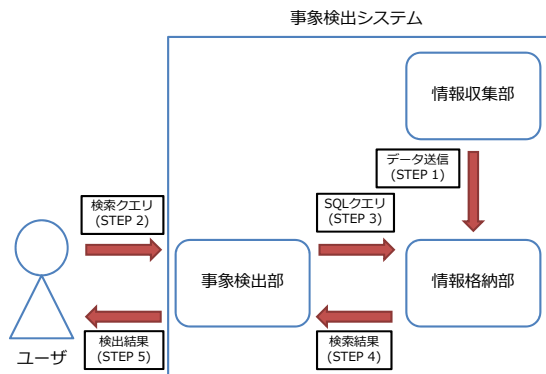 事象検出システム
情報収集部
データ送信
(STEP 1)
検索クエリ
(STEP 2)
SQLクエリ
(STEP 3)
事象検出部
情報格納部
検出結果
(STEP 5)
検索結果
(STEP 4)
ユーザ